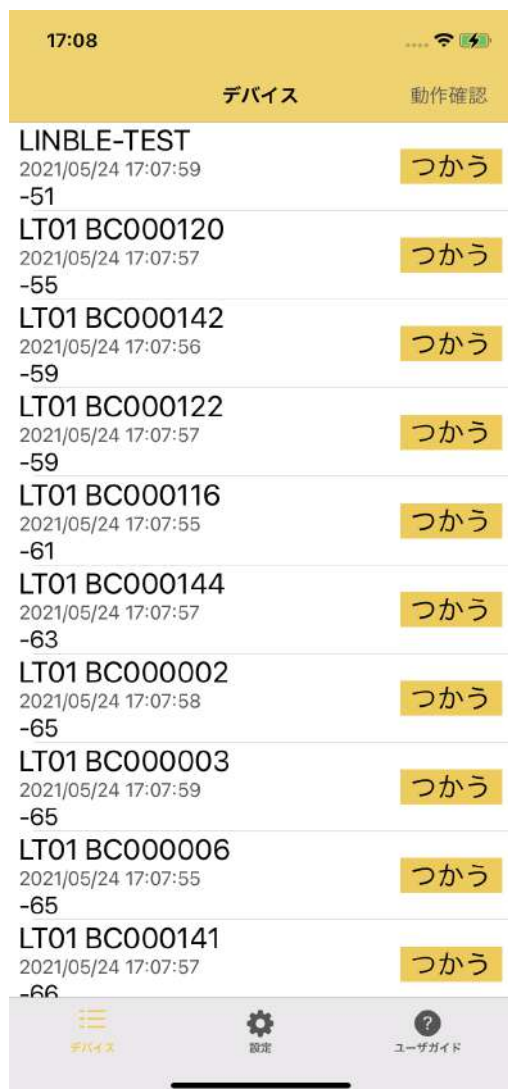 17:08
デバイス 動作確認
LINBLE-TEST
2021/05/24 17:07:59
-51
つかう
LT01 BC000120
2021/05/24 17:07:57
-55
つかう
LT01 BC000142
2021/05/24 17:07:56
-59
つかう
LT01 BC000122
2021/05/24 17:07:57
-59
つかう
LT01 BC000116
2021/05/24 17:07:55
-61
つかう
LT01 BC000144
2021/05/24 17:07:57
-63
つかう
LT01 BC000002
2021/05/24 17:07:58
-65
つかう
LT01 BC000003
2021/05/24 17:07:59
-65
つかう
LT01 BC000006
2021/05/24 17:07:55
-65
つかう
LT01 BC000141
2021/05/24 17:07:57
-66
つかう
デバイス 設定 ユーザガイド